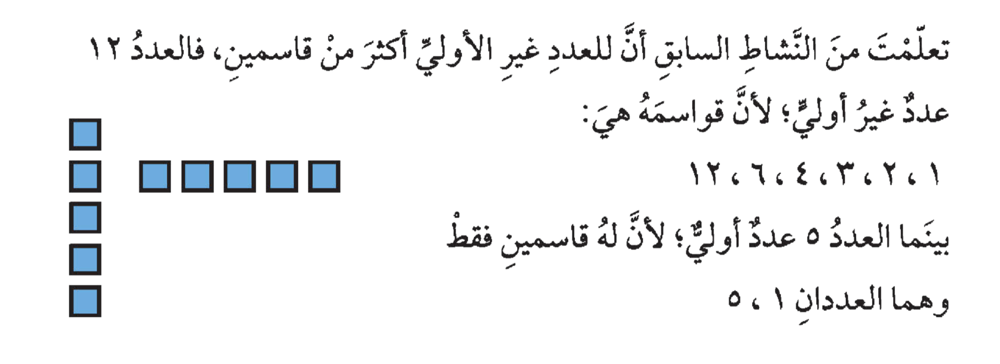 تعلّمْتَ منَ النَّشاطِ السابقِ أنَّ للعددِ غيرِ الأوليِّ أكثرَ منْ قاسمينِ، فالعددُ ١٢
عددٌ غيرُ أوليٍّ؛ لأنَّ قواسمَهُ هيَ:
١ ، ٢ ، ٣ ، ٤ ، ٦ ، ١٢
بينَما العددُ ٥ عددٌ أوليٌّ؛ لأنَّ لهُ قاسمينِ فقطْ
وهما العددانِ ١ ، ٥